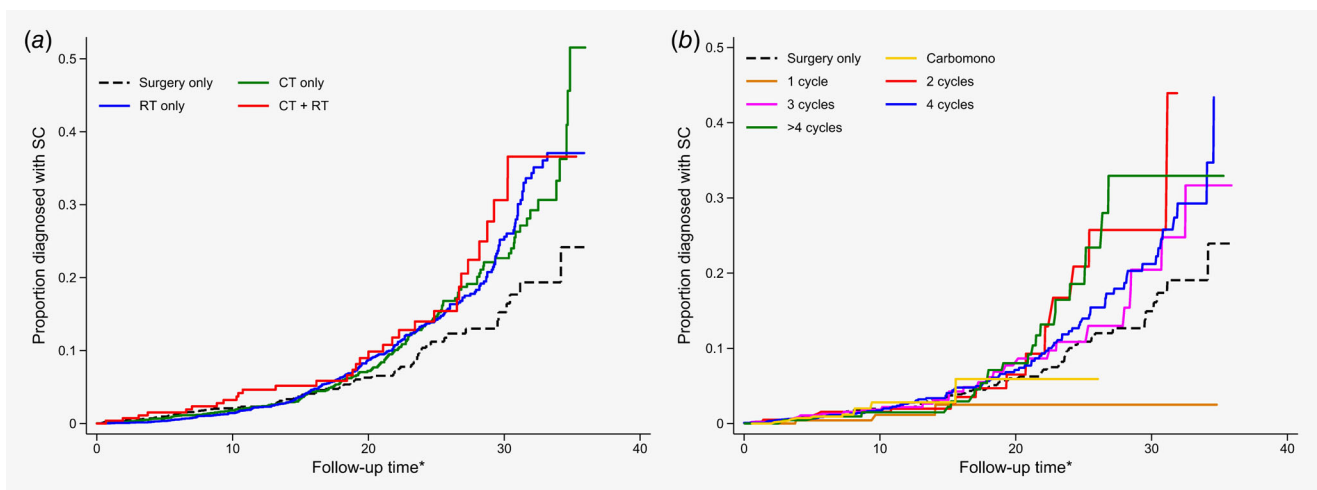 (a)
Proportion diagnosed with SC
0.5
0.4
0.3
0.2
0.1
0
Surgery only
CT only
RT only
CT + RT
0
10
20
30
40
Follow-up time*
(b)
Proportion diagnosed with SC
0.5
0.4
0.3
0.2
0.1
0
Surgery only
Carbomono
1 cycle
2 cycles
3 cycles
4 cycles
>4 cycles
0
10
20
30
40
Follow-up time*